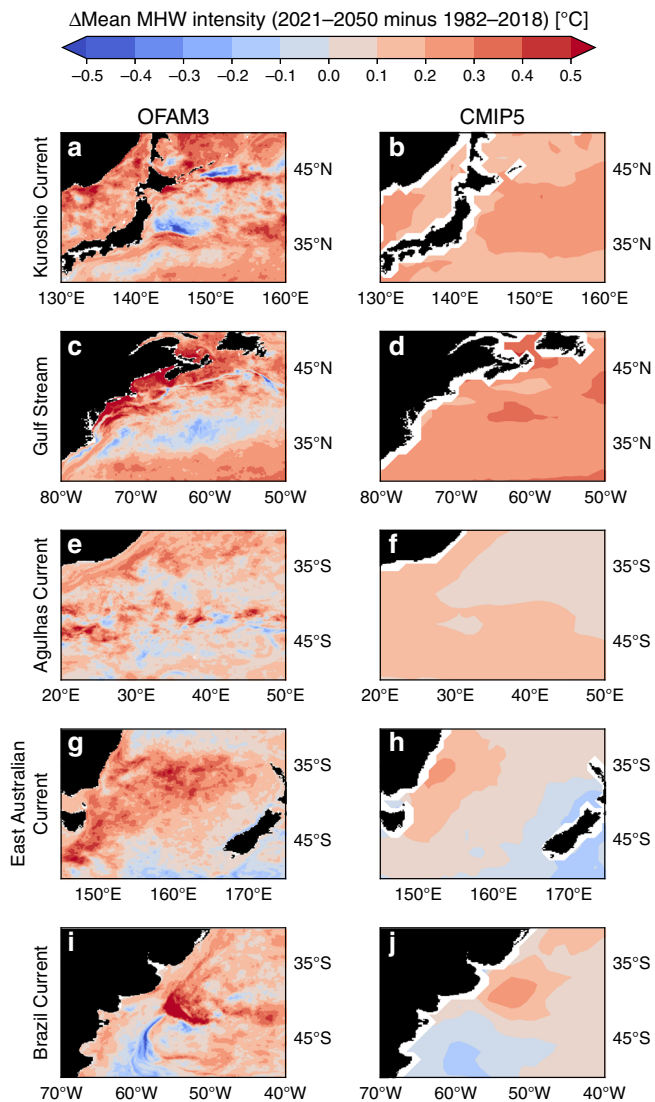 ΔMean MHW intensity (2021–2050 minus 1982–2018) [°C]
–0.5 –0.4 –0.3 –0.2 –0.1 0.0 0.1 0.2 0.3 0.4 0.5
OFAM3 CMIP5
Kuroshio Current
a b
45°N 45°N
35°N 35°N
130°E 140°E 150°E 160°E 130°E 140°E 150°E 160°E
Gulf Stream
c d
45°N 45°N
35°N 35°N
80°W 70°W 60°W 50°W 80°W 70°W 60°W 50°W
Agulhas Current
e f
35°S 35°S
45°S 45°S
20°E 30°E 40°E 50°E 20°E 30°E 40°E 50°E
East Australian
Current
g h
35°S 35°S
45°S 45°S
150°E 160°E 170°E 150°E 160°E 170°E
Brazil Current
i j
35°S 35°S
45°S 45°S
70°W 60°W 50°W 40°W 70°W 60°W 50°W 40°W